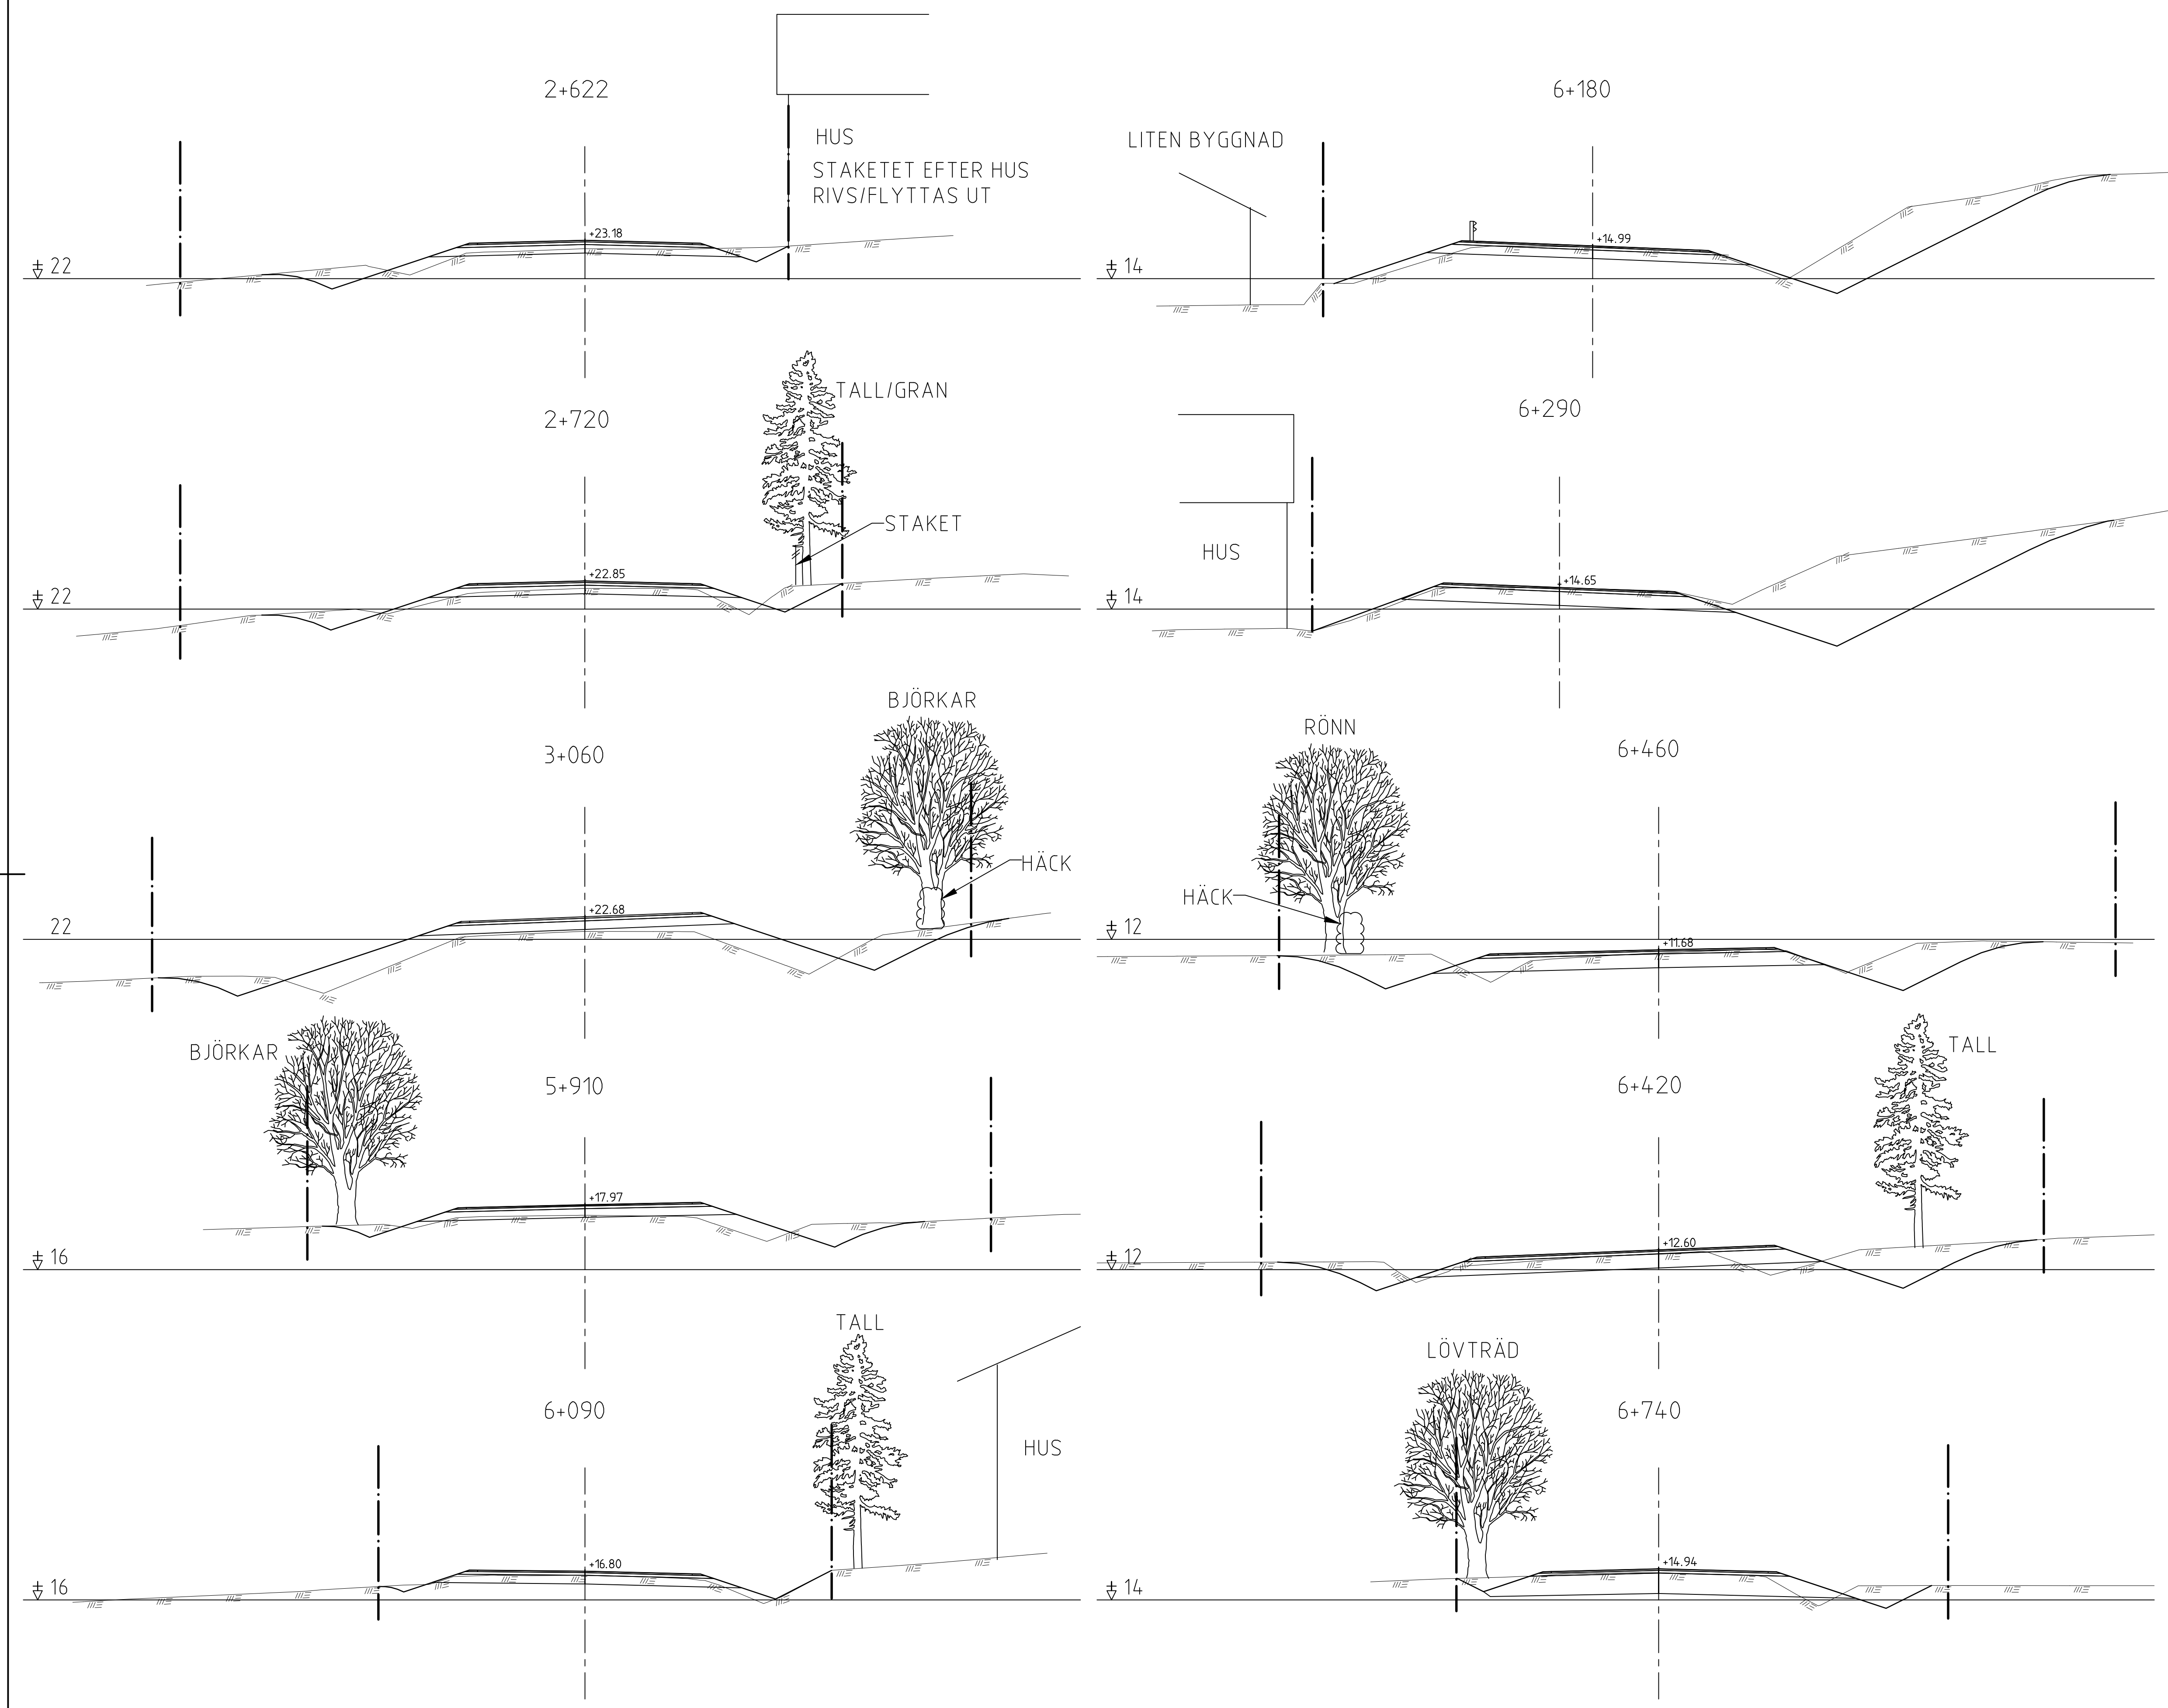 2+622
HUS
STAKETET EFTER HUS
RIVS/FLYTTAS UT
+23.18
22
TALL/GRAN
2+720
STAKET
+22.85
22
BJÖRKAR
3+060
HÄCK
+22.68
22
BJÖRKAR
5+910
+17.97
16
TALL
6+090
HUS
+16.80
16
6+180
LITEN BYGGNAD
+14.99
14
6+290
HUS
+14.65
14
RÖNN
6+460
HÄCK
+11.68
12
TALL
6+420
+12.60
12
LÖVTRÄD
6+740
+14.94
14